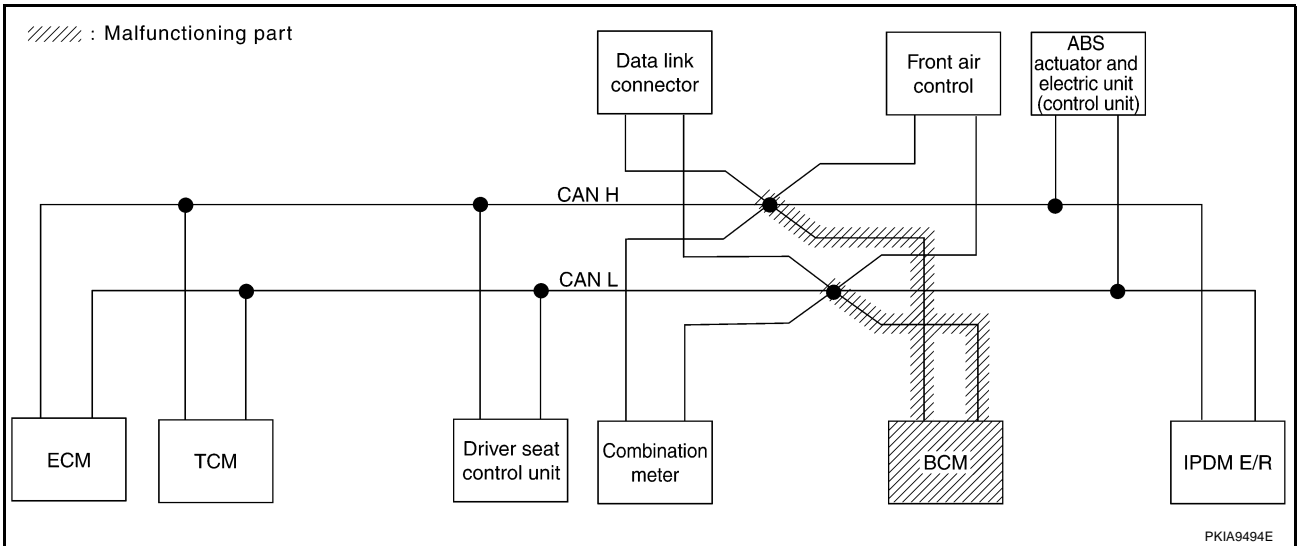 : Malfunctioning part
Data link
connector
Front air
control
ABS
actuator and
electric unit
(control unit)
CAN H
CAN L
ECM
TCM
Driver seat
control unit
Combination
meter
BCM
IPDM E/R
PKIA9494E